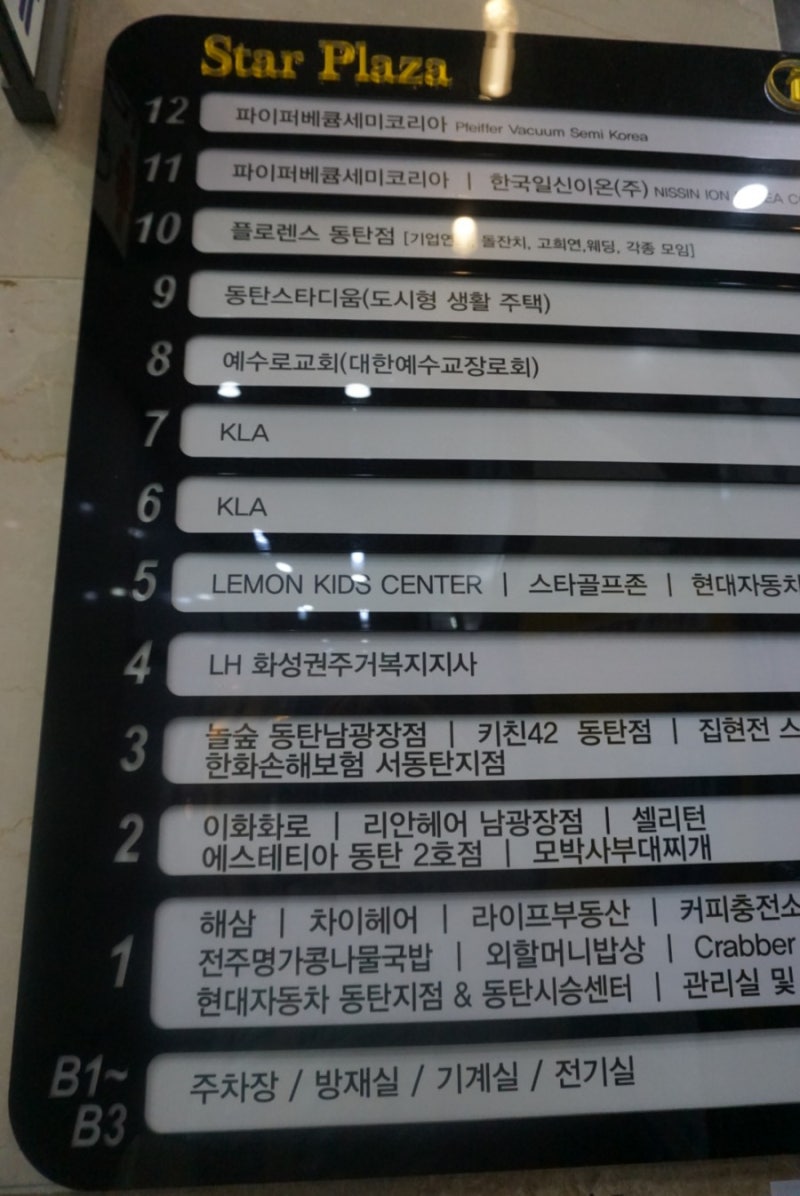 Star Plaza
12 파이퍼베큠세미코리아 Pfeiffer Vacuum Semi Korea
11 파이퍼베큠세미코리아 | 한국일신이온(주) NISSIN ION
10 플로렌스 동탄점 돌잔치, 고희연,웨딩, 각종 모임]
9 동탄스타디움(도시형 생활 주택)
8 예수로교회(대한예수교장로회)
7 KLA
6 KLA
5 LEMON KIDS CENTER | 스타골프존 | 현대자동차
4 LH 화성권주거복지지사
3 놀숲 동탄남광장점 | 키친42 동탄점 | 집현전 스
한화손해보험 서동탄지점
2 이화화로 | 리안헤어 남광장점 | 셀리턴
에스테티아 동탄 2호점 | 모박사부대찌개
1 해삼 | 차이헤어 | 라이프부동산 | 커피충전소
전주명가콩나물국밥 | 외할머니밥상 | Crabber
현대자동차 동탄지점 & 동탄시승센터 | 관리실 및
B1~
B3 주차장 / 방재실 / 기계실 / 전기실